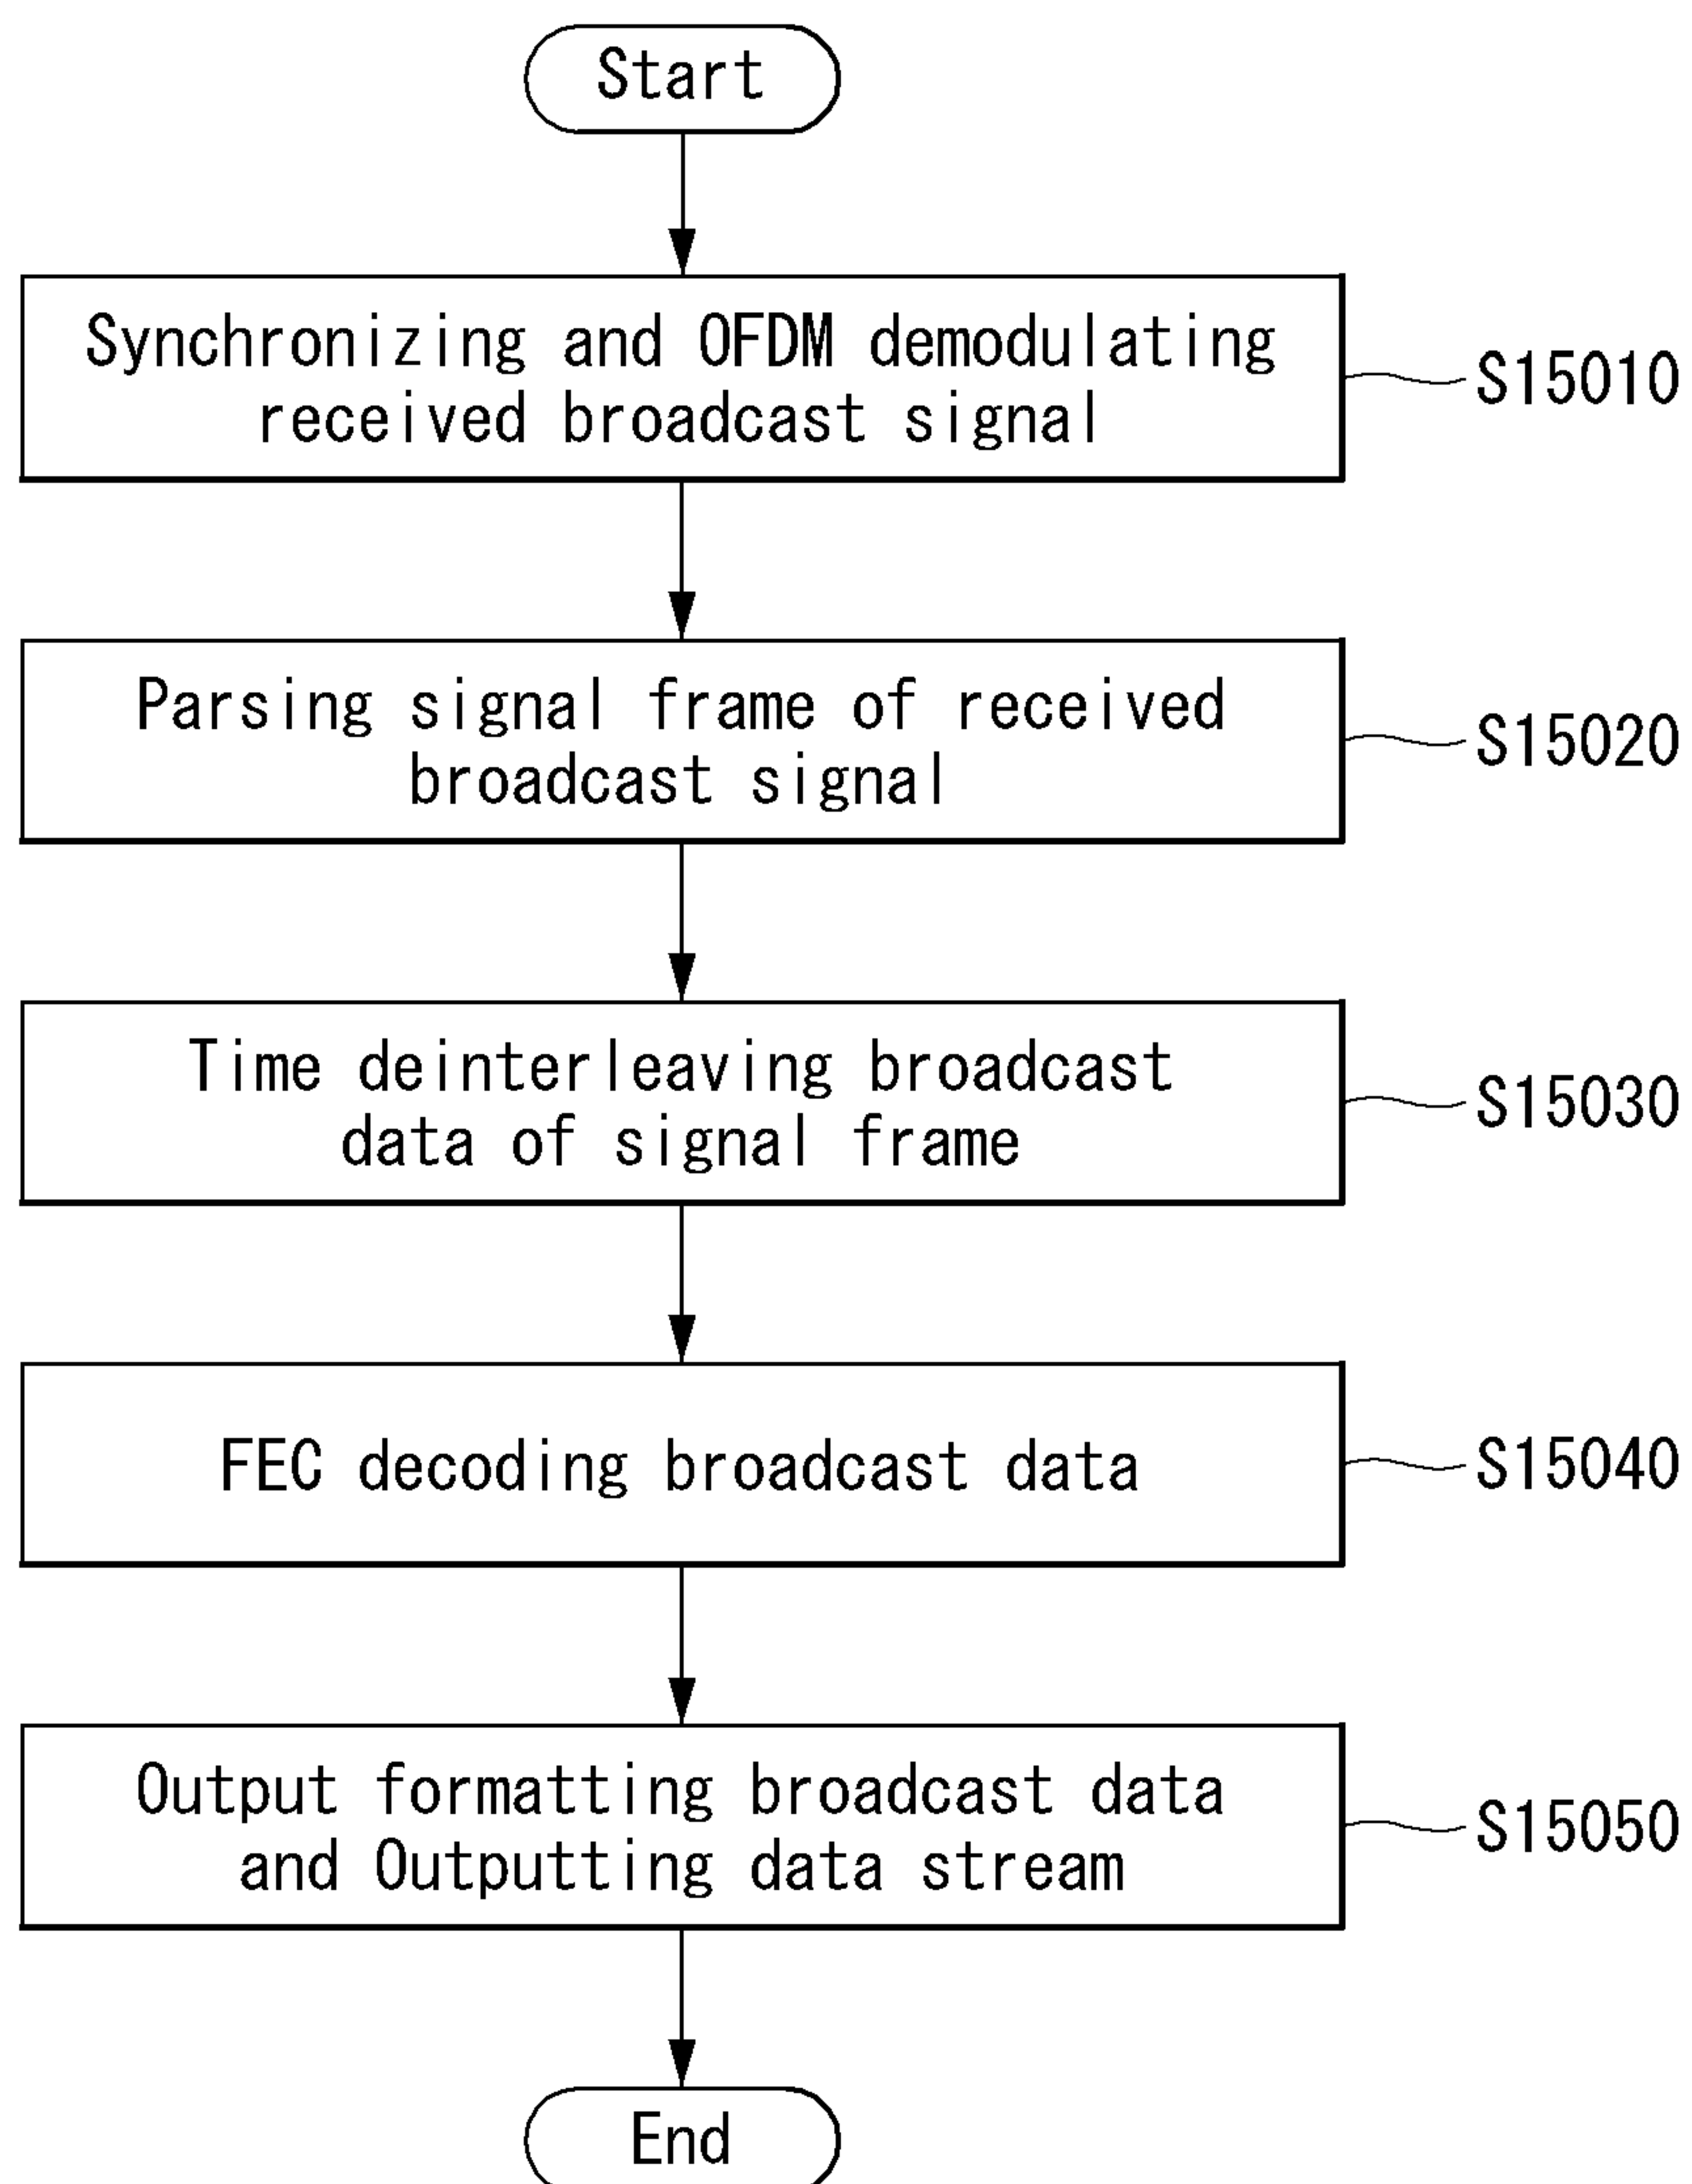 Start
Synchronizing and OFDM demodulating
received broadcast signal
S15010
Parsing signal frame of received
broadcast signal
S15020
Time deinterleaving broadcast
data of signal frame
S15030
FEC decoding broadcast data
S15040
Output formatting broadcast data
and Outputting data stream
S15050
End